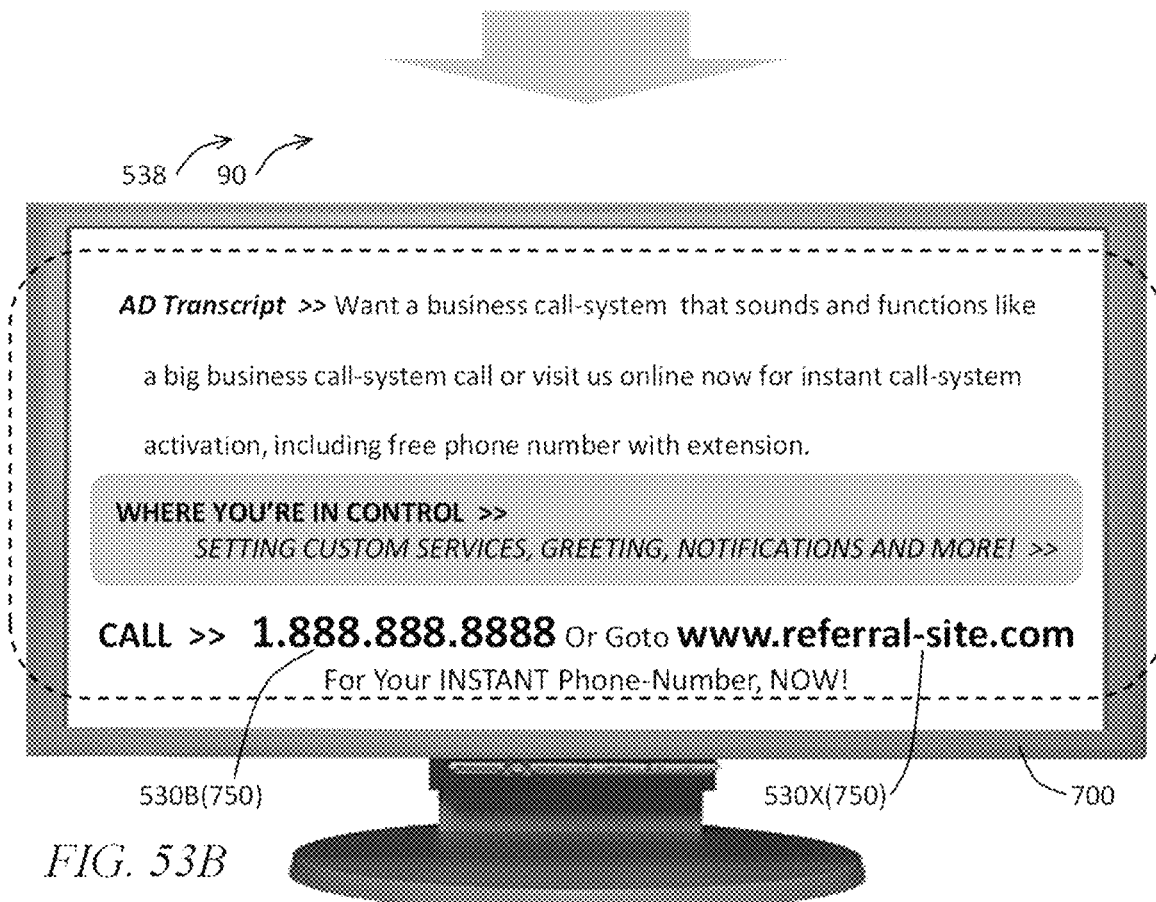 538 90
AD Transcript >> Want a business call-system that sounds and functions like
a big business call-system call or visit us online now for instant call-system
activation, including free phone number with extension.
WHERE YOU'RE IN CONTROL >>
SETTING CUSTOM SERVICES, GREETING, NOTIFICATIONS AND MORE! >>
CALL >> 1.888.888.8888 Or Goto www.referral-site.com
For Your INSTANT Phone-Number, NOW!
530B(750) 530X(750) 700
FIG. 53B